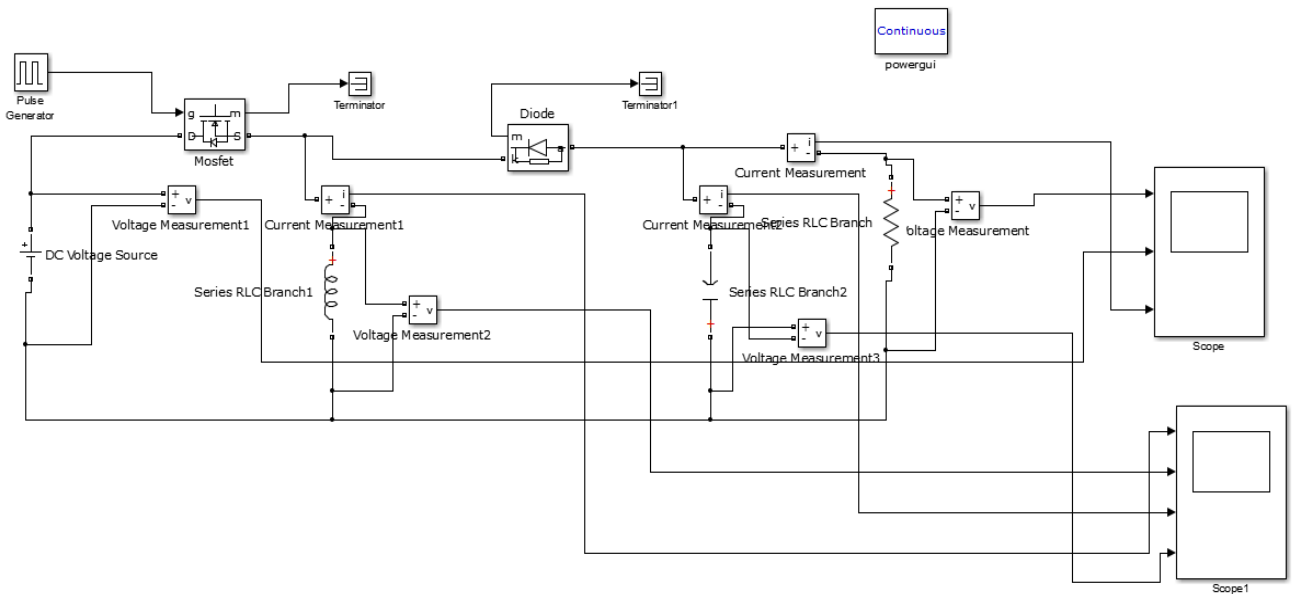 Continuous
powergui
Pulse
Generator
g
m
D
S
Mosfet
Terminator
Diode
m
k
a
Terminator1
+
-
i
Current Measurement
+
-
v
Voltage Measurement1
+
-
i
Current Measurement1
+
-
i
Current Measurement2
+
Series RLC Branch
+
-
v
Voltage Measurement
+
DC Voltage Source
+
Series RLC Branch1
+
-
v
Voltage Measurement2
Series RLC Branch2
+
+
-
v
Voltage Measurement3
Scope
Scope1